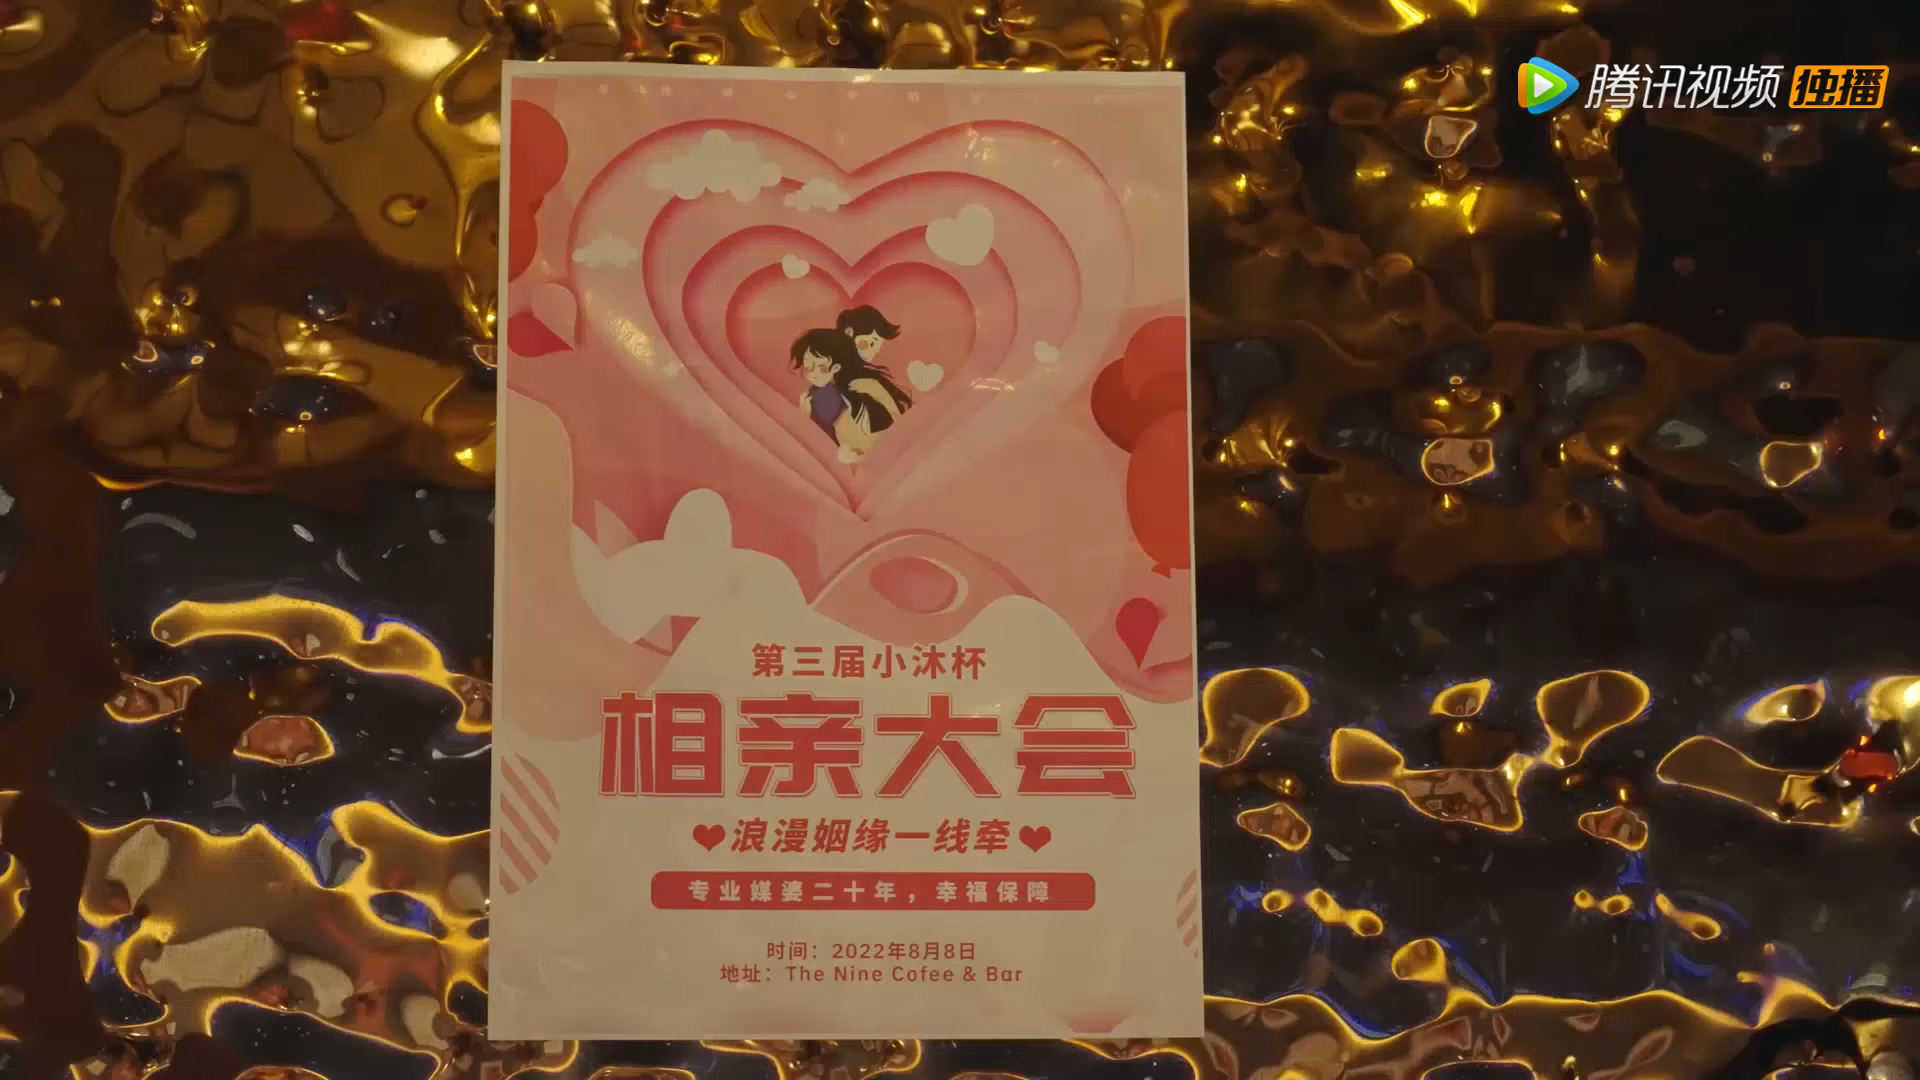 腾讯视频 独播
第三届小沐杯
相亲大会
浪漫姻缘一线牵
专业媒婆二十年，幸福保障
时间：2022年8月8日
地址：The Nine Cofee & Bar